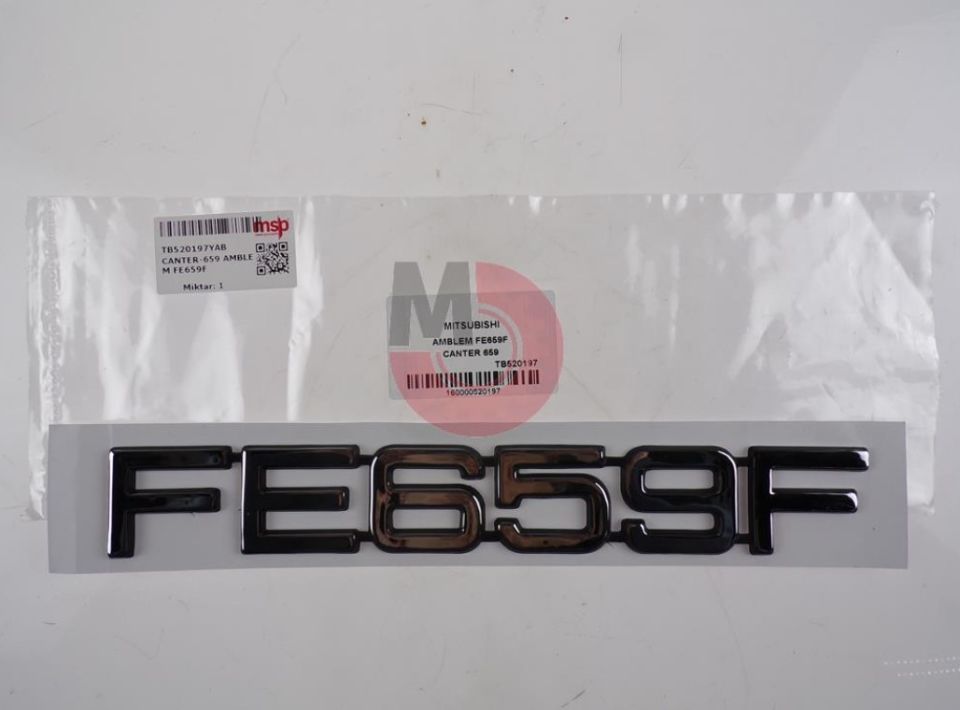 msp
TB520197YAB
CANTER-659 AMBLE
M FE659F
Miktar: 1
M
MITSUBISHI
AMBLEM FE659F
CANTER 659
TB520197
160000520197
FE659F